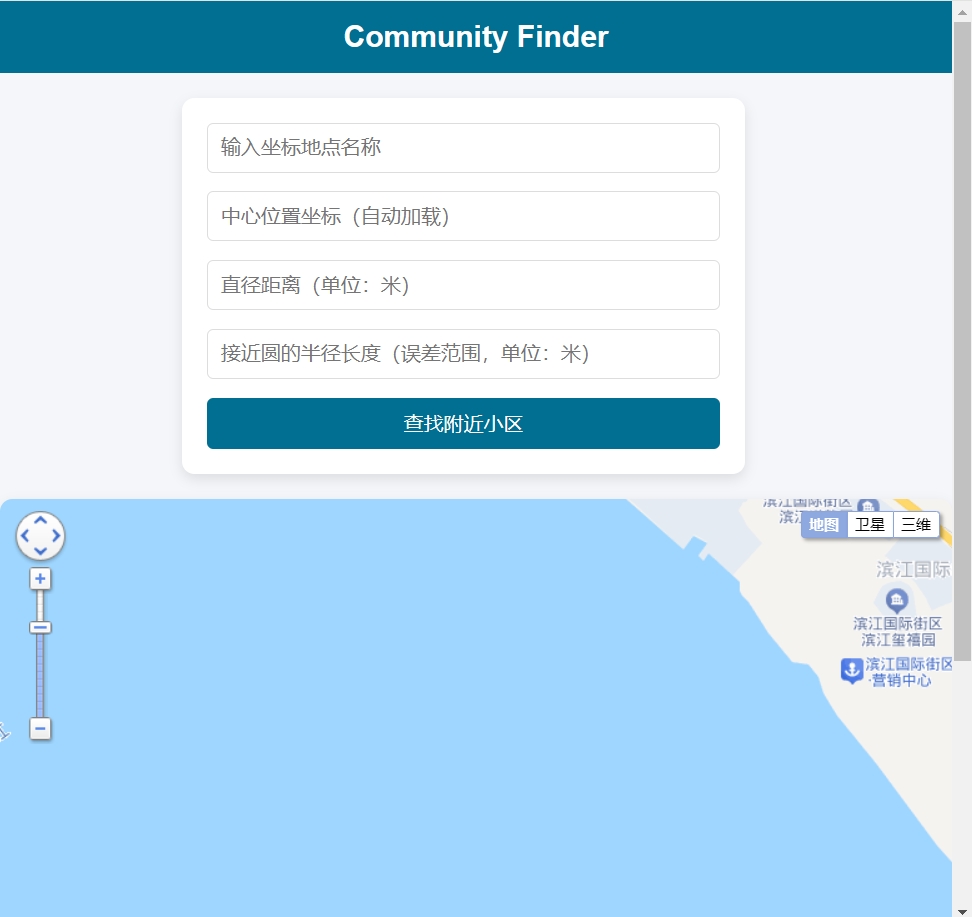 Community Finder
输入坐标地点名称
中心位置坐标（自动加载）
直径距离（单位：米）
接近圆的半径长度（误差范围，单位：米）
查找附近小区
滨江国际街区
滨江
地图
卫星
三维
滨江国际
滨江国际街区
滨江玺禧园
滨江国际街区
·营销中心